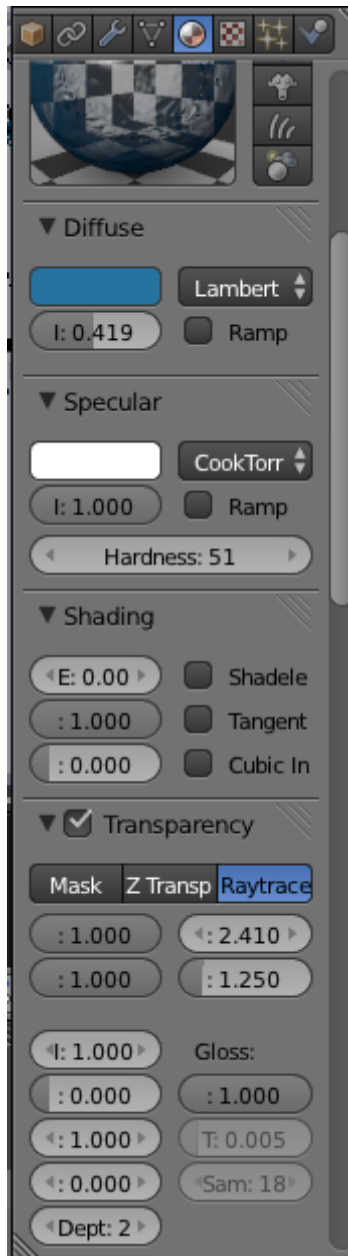 Diffuse
Lambert
I: 0.419 Ramp
Specular
CookTorr
I: 1.000 Ramp
Hardness: 51
Shading
E: 0.00 Shadele
: 1.000 Tangent
: 0.000 Cubic In
Transparency
Mask Z Transp Raytrace
: 1.000 : 2.410
: 1.000 : 1.250
I: 1.000 Gloss:
: 0.000 : 1.000
: 1.000 T: 0.005
: 0.000 Sam: 18
Dept: 2